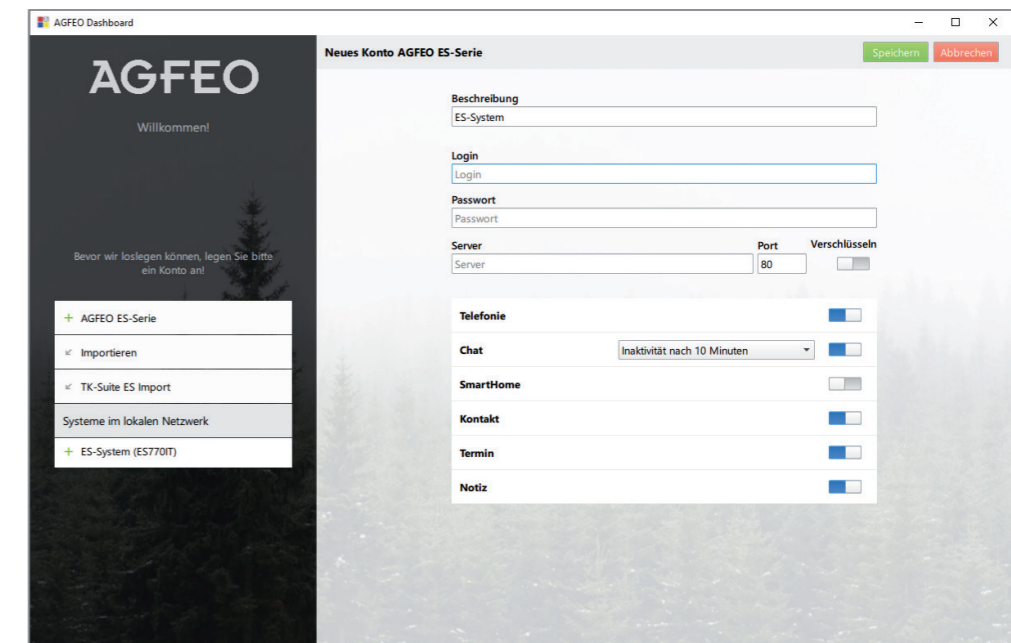 AGFEO Dashboard
AGFEO
Willkommen!
Bevor wir loslegen können, legen Sie bitte
ein Konto an!
+ AGFEO ES-Serie
Importieren
TK-Suite ES Import
Systeme im lokalen Netzwerk
+ ES-System (ES770IT)
Neues Konto AGFEO ES-Serie
Speichern
Abbrechen
Beschreibung
ES-System
Login
Login
Passwort
Passwort
Server Port Verschlüsseln
Server 80
Telefonie
Chat Inaktivität nach 10 Minuten
SmartHome
Kontakt
Termin
Notiz